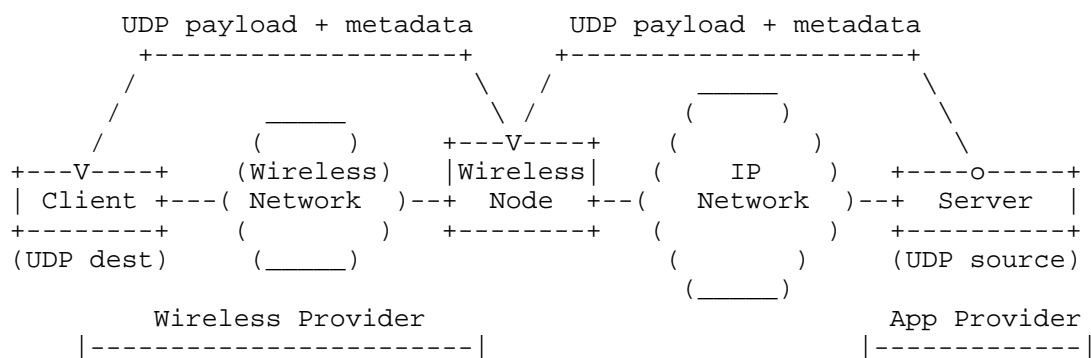 UDP payload + metadata UDP payload + metadata
(Wireless) |Wireless| IP
Client Network Node Network Server
(UDP dest) (UDP source)
Wireless Provider App Provider